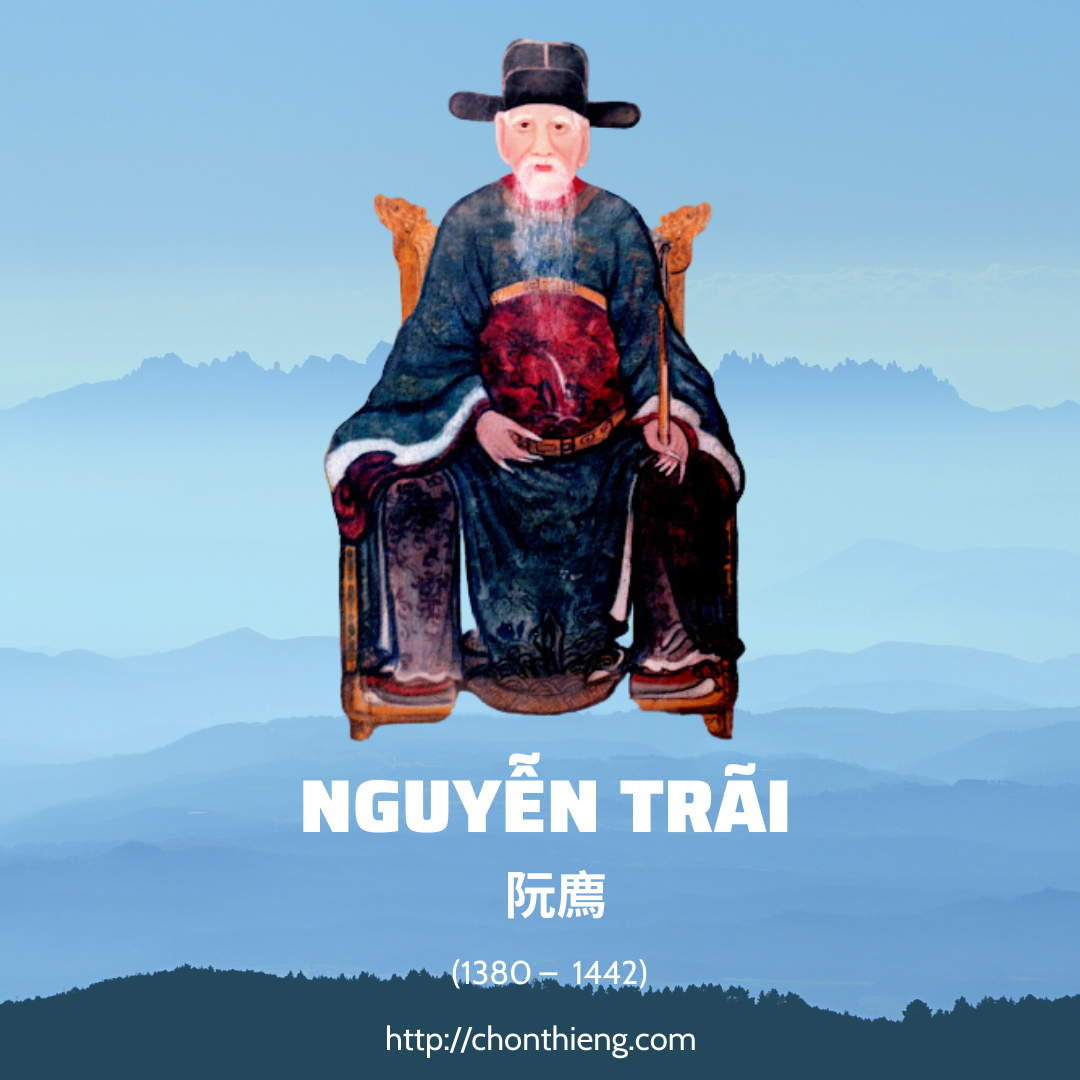 NGUYỄN TRÃI
阮廌
(1380 – 1442)
http://chonthieng.com